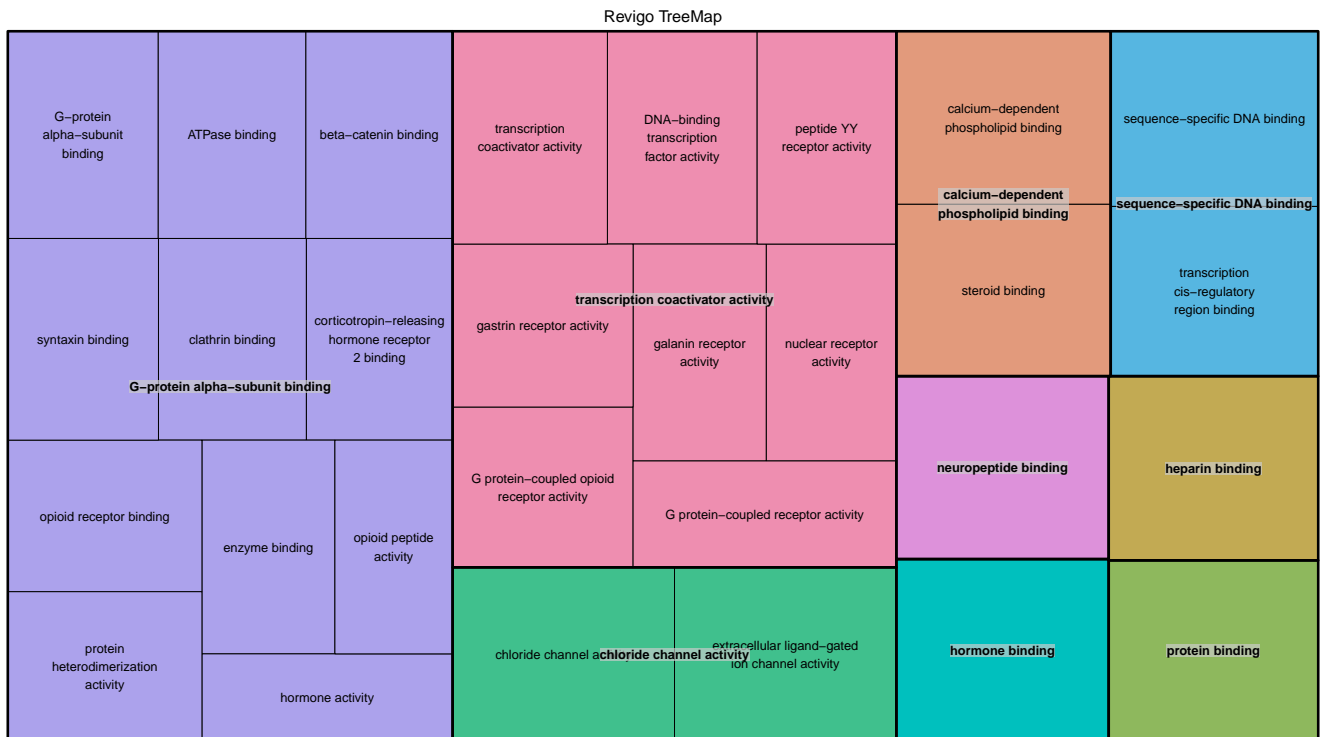 Revigo TreeMap
G−protein
alpha−subunit
binding
ATPase binding
beta−catenin binding
syntaxin binding
clathrin binding
corticotropin−releasing
hormone receptor
2 binding
G−protein alpha−subunit binding
opioid receptor binding
enzyme binding
opioid peptide
activity
protein
heterodimerization
activity
hormone activity
transcription
coactivator activity
DNA−binding
transcription
factor activity
peptide YY
receptor activity
gastrin receptor activity
transcription coactivator activity
galanin receptor
activity
nuclear receptor
activity
G protein−coupled opioid
receptor activity
G protein−coupled receptor activity
chloride channel
chloride channel activity
extracellular ligand−gated
ion channel activity
calcium−dependent
phospholipid binding
calcium−dependent
phospholipid binding
steroid binding
sequence−specific DNA binding
sequence−specific DNA binding
transcription
cis−regulatory
region binding
neuropeptide binding
heparin binding
hormone binding
protein binding